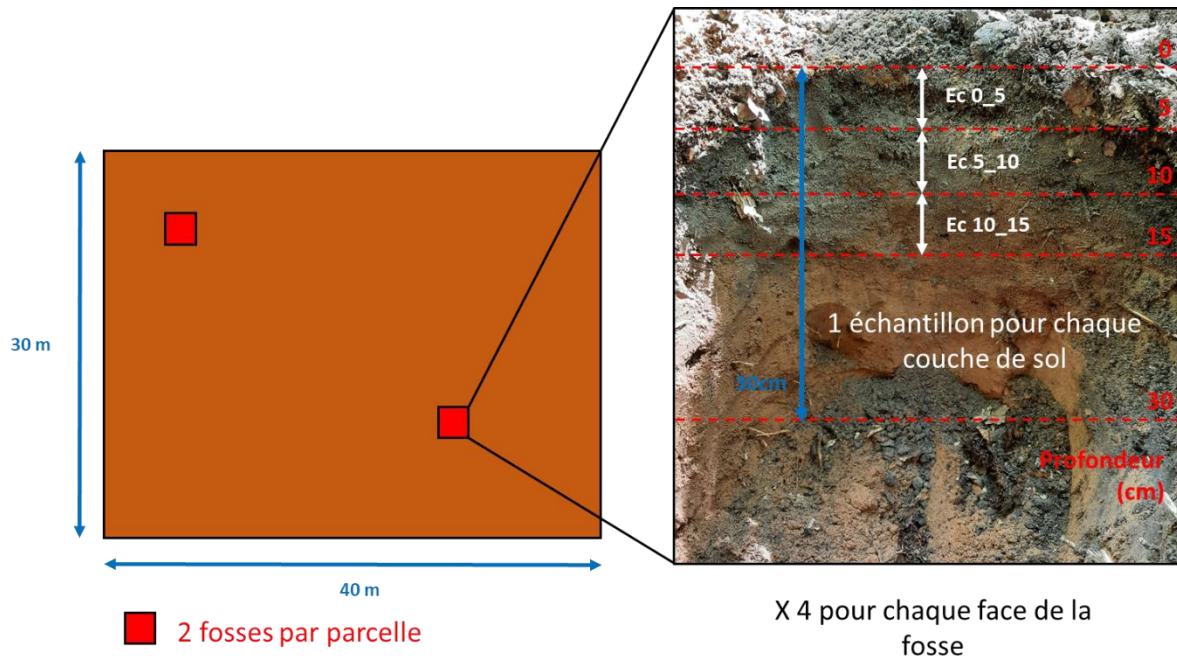 30 m
40 m
2 fosses par parcelle
0
Ec 0_5
5
Ec 5_10
10
Ec 10_15
15
1 échantillon pour chaque
couche de sol
30cm
30
Profondeur
(cm)
X 4 pour chaque face de la
fosse